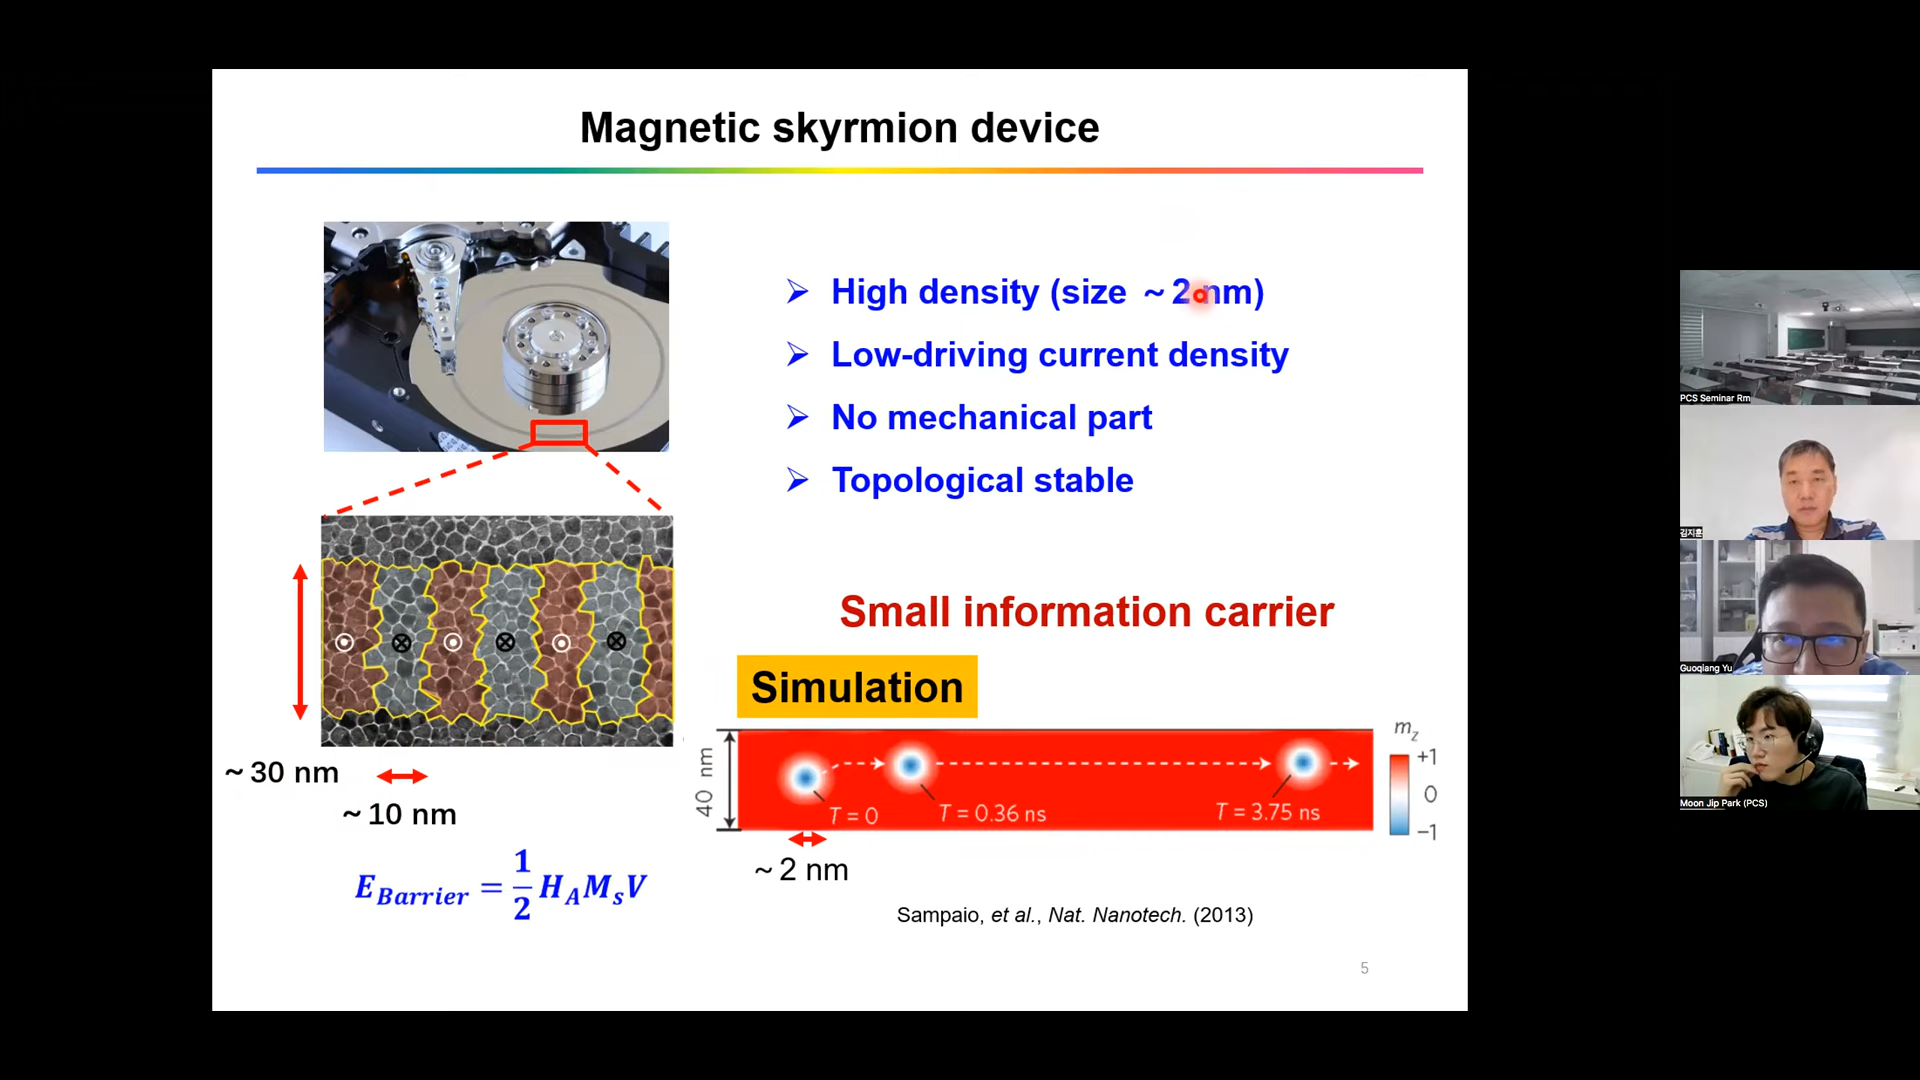 Magnetic skyrmion device
➢ High density (size ~ 2 nm)
➢ Low-driving current density
➢ No mechanical part
➢ Topological stable
Small information carrier
Simulation
~ 30 nm
~ 10 nm
E_Barrier = 1/2 H_A M_s V
40 nm
T = 0
T = 0.36 ns
T = 3.75 ns
m_z
+1
0
−1
~ 2 nm
Sampaio, et al., Nat. Nanotech. (2013)
5
PCS Seminar Rm
김지훈
Guoqiang Yu
Moon Jip Park (PCS)